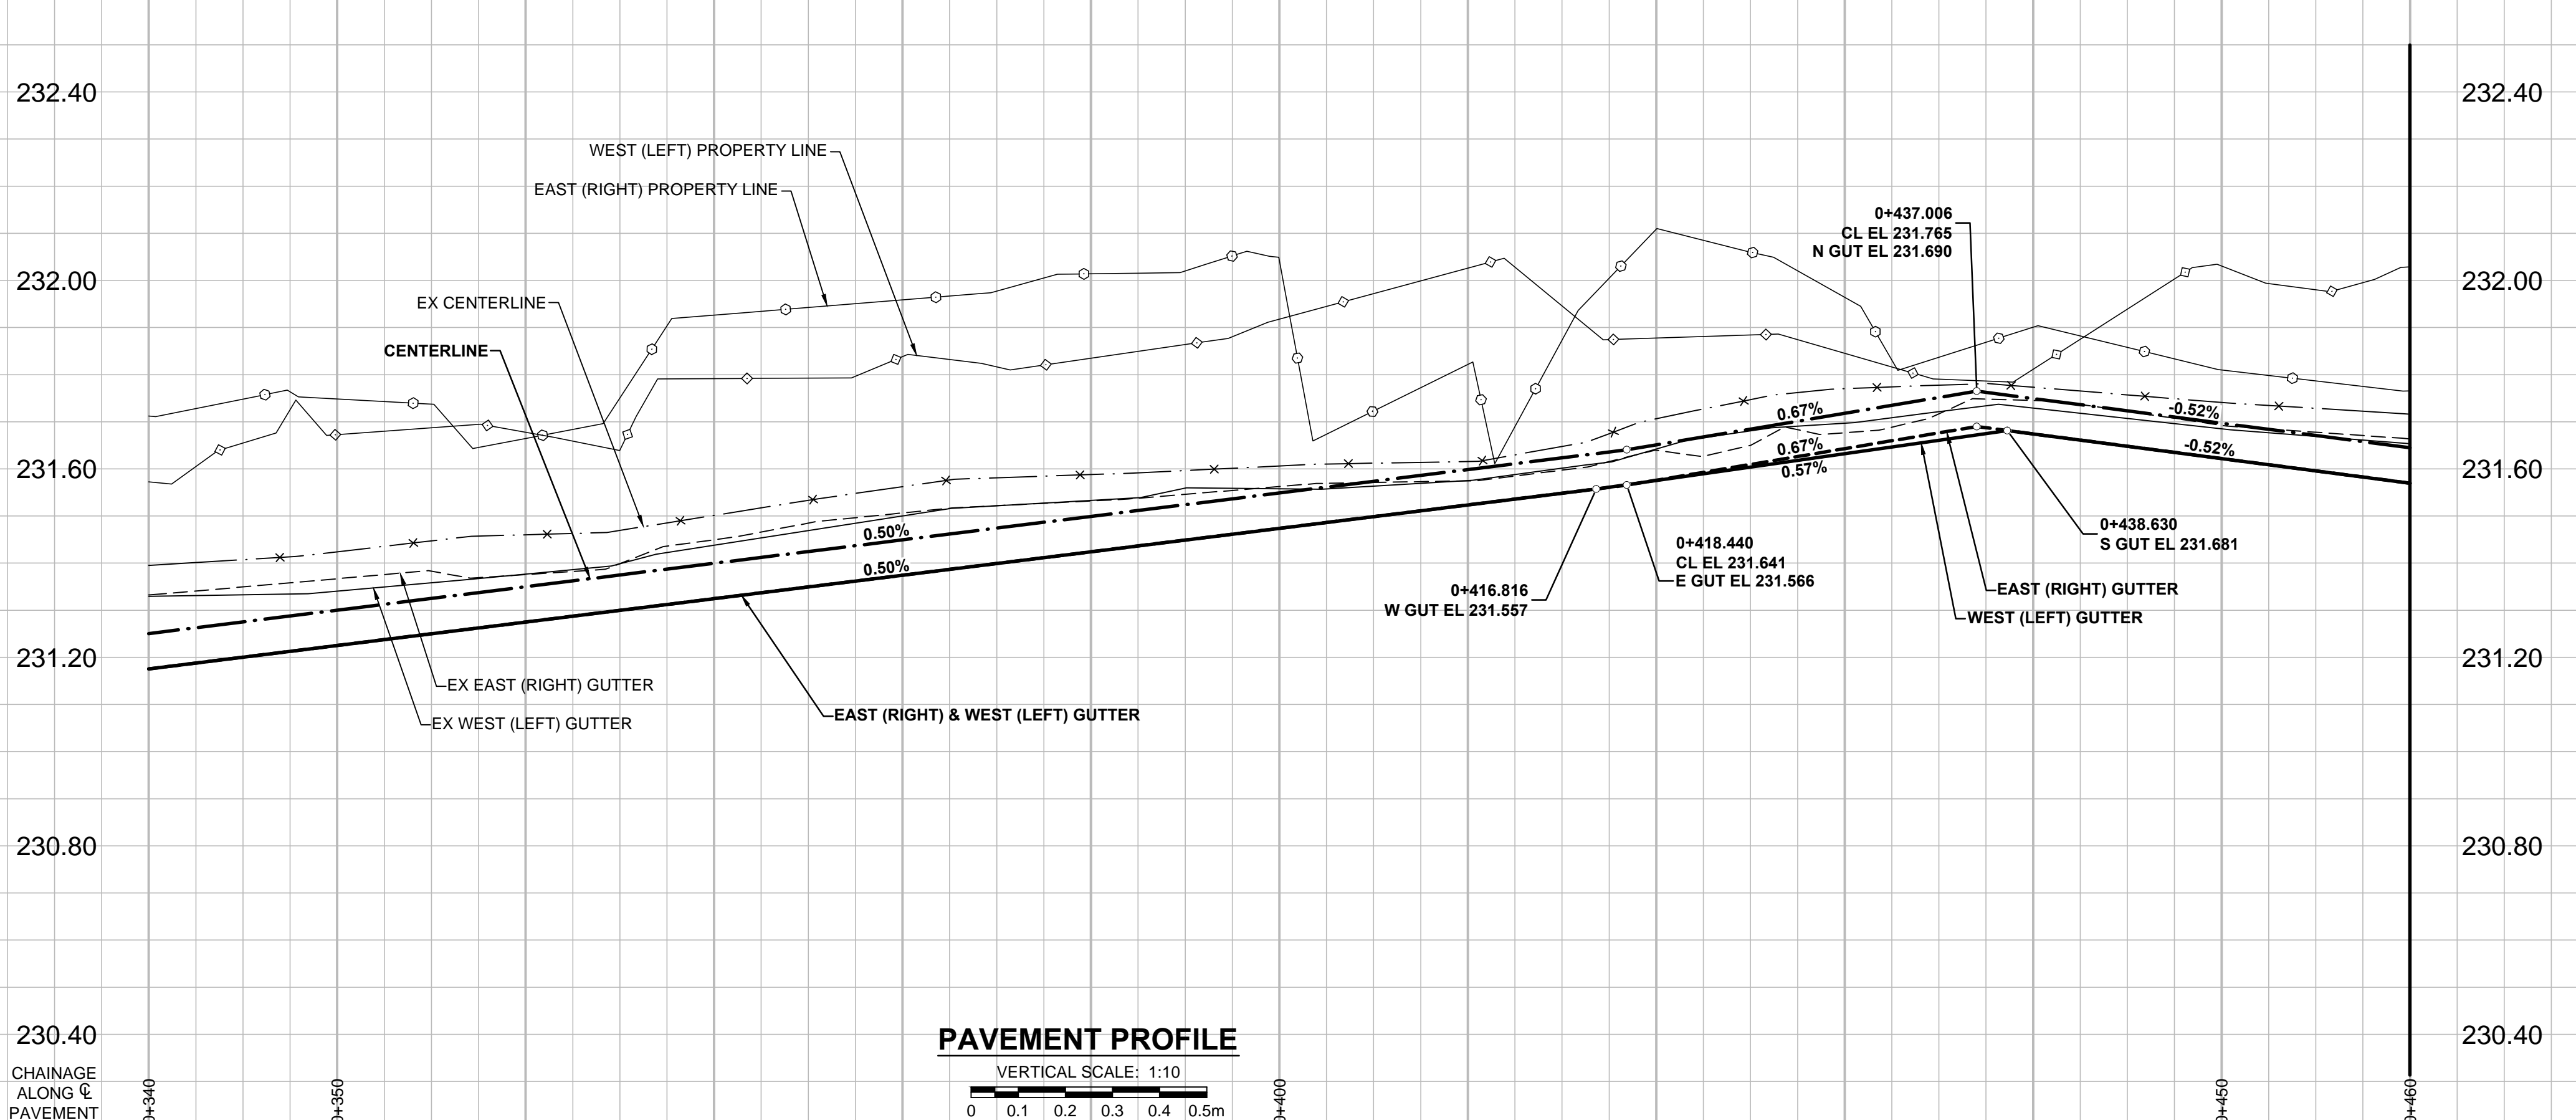 232.40
232.40
WEST (LEFT) PROPERTY LINE
EAST (RIGHT) PROPERTY LINE
0+437.006
CL EL 231.765
N GUT EL 231.690
232.00
232.00
EX CENTERLINE
CENTERLINE
0.67%
-0.52%
0.67%
-0.52%
0.57%
231.60
231.60
0.50%
0.50%
0+438.630
S GUT EL 231.681
0+418.440
CL EL 231.641
E GUT EL 231.566
0+416.816
W GUT EL 231.557
EAST (RIGHT) GUTTER
WEST (LEFT) GUTTER
231.20
231.20
EX EAST (RIGHT) GUTTER
EX WEST (LEFT) GUTTER
EAST (RIGHT) & WEST (LEFT) GUTTER
230.80
230.80
230.40
230.40
PAVEMENT PROFILE
VERTICAL SCALE: 1:10
0 0.1 0.2 0.3 0.4 0.5m
CHAINAGE
ALONG ℄
PAVEMENT
0+340
0+350
0+400
0+450
0+460